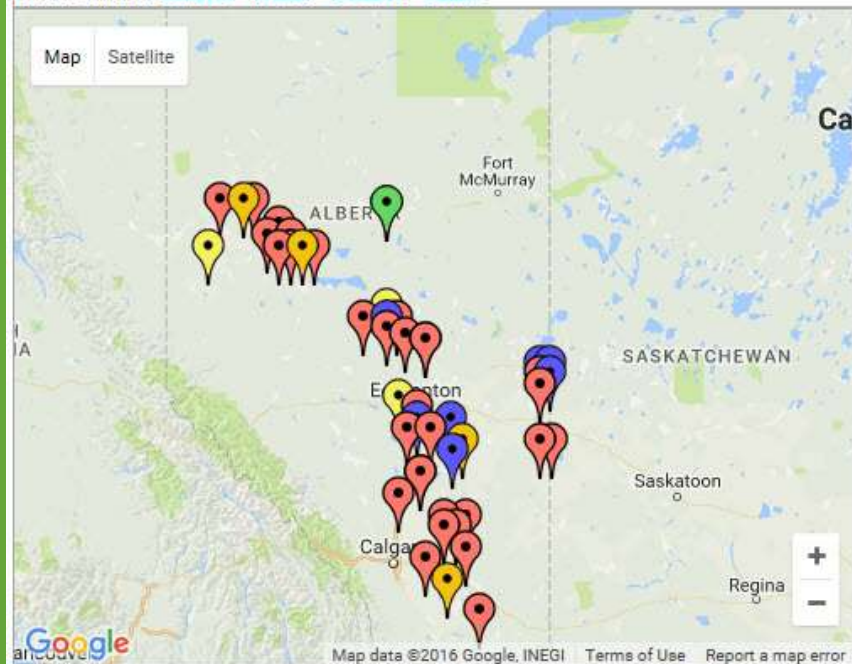 Map Satellite
Ca
Fort
McMurray
ALBER
SASKATCHEWAN
IA
E nton
Saskatoon
Calga
Regina
+
−
Google
Map data ©2016 Google, INEGI Terms of Use Report a map error